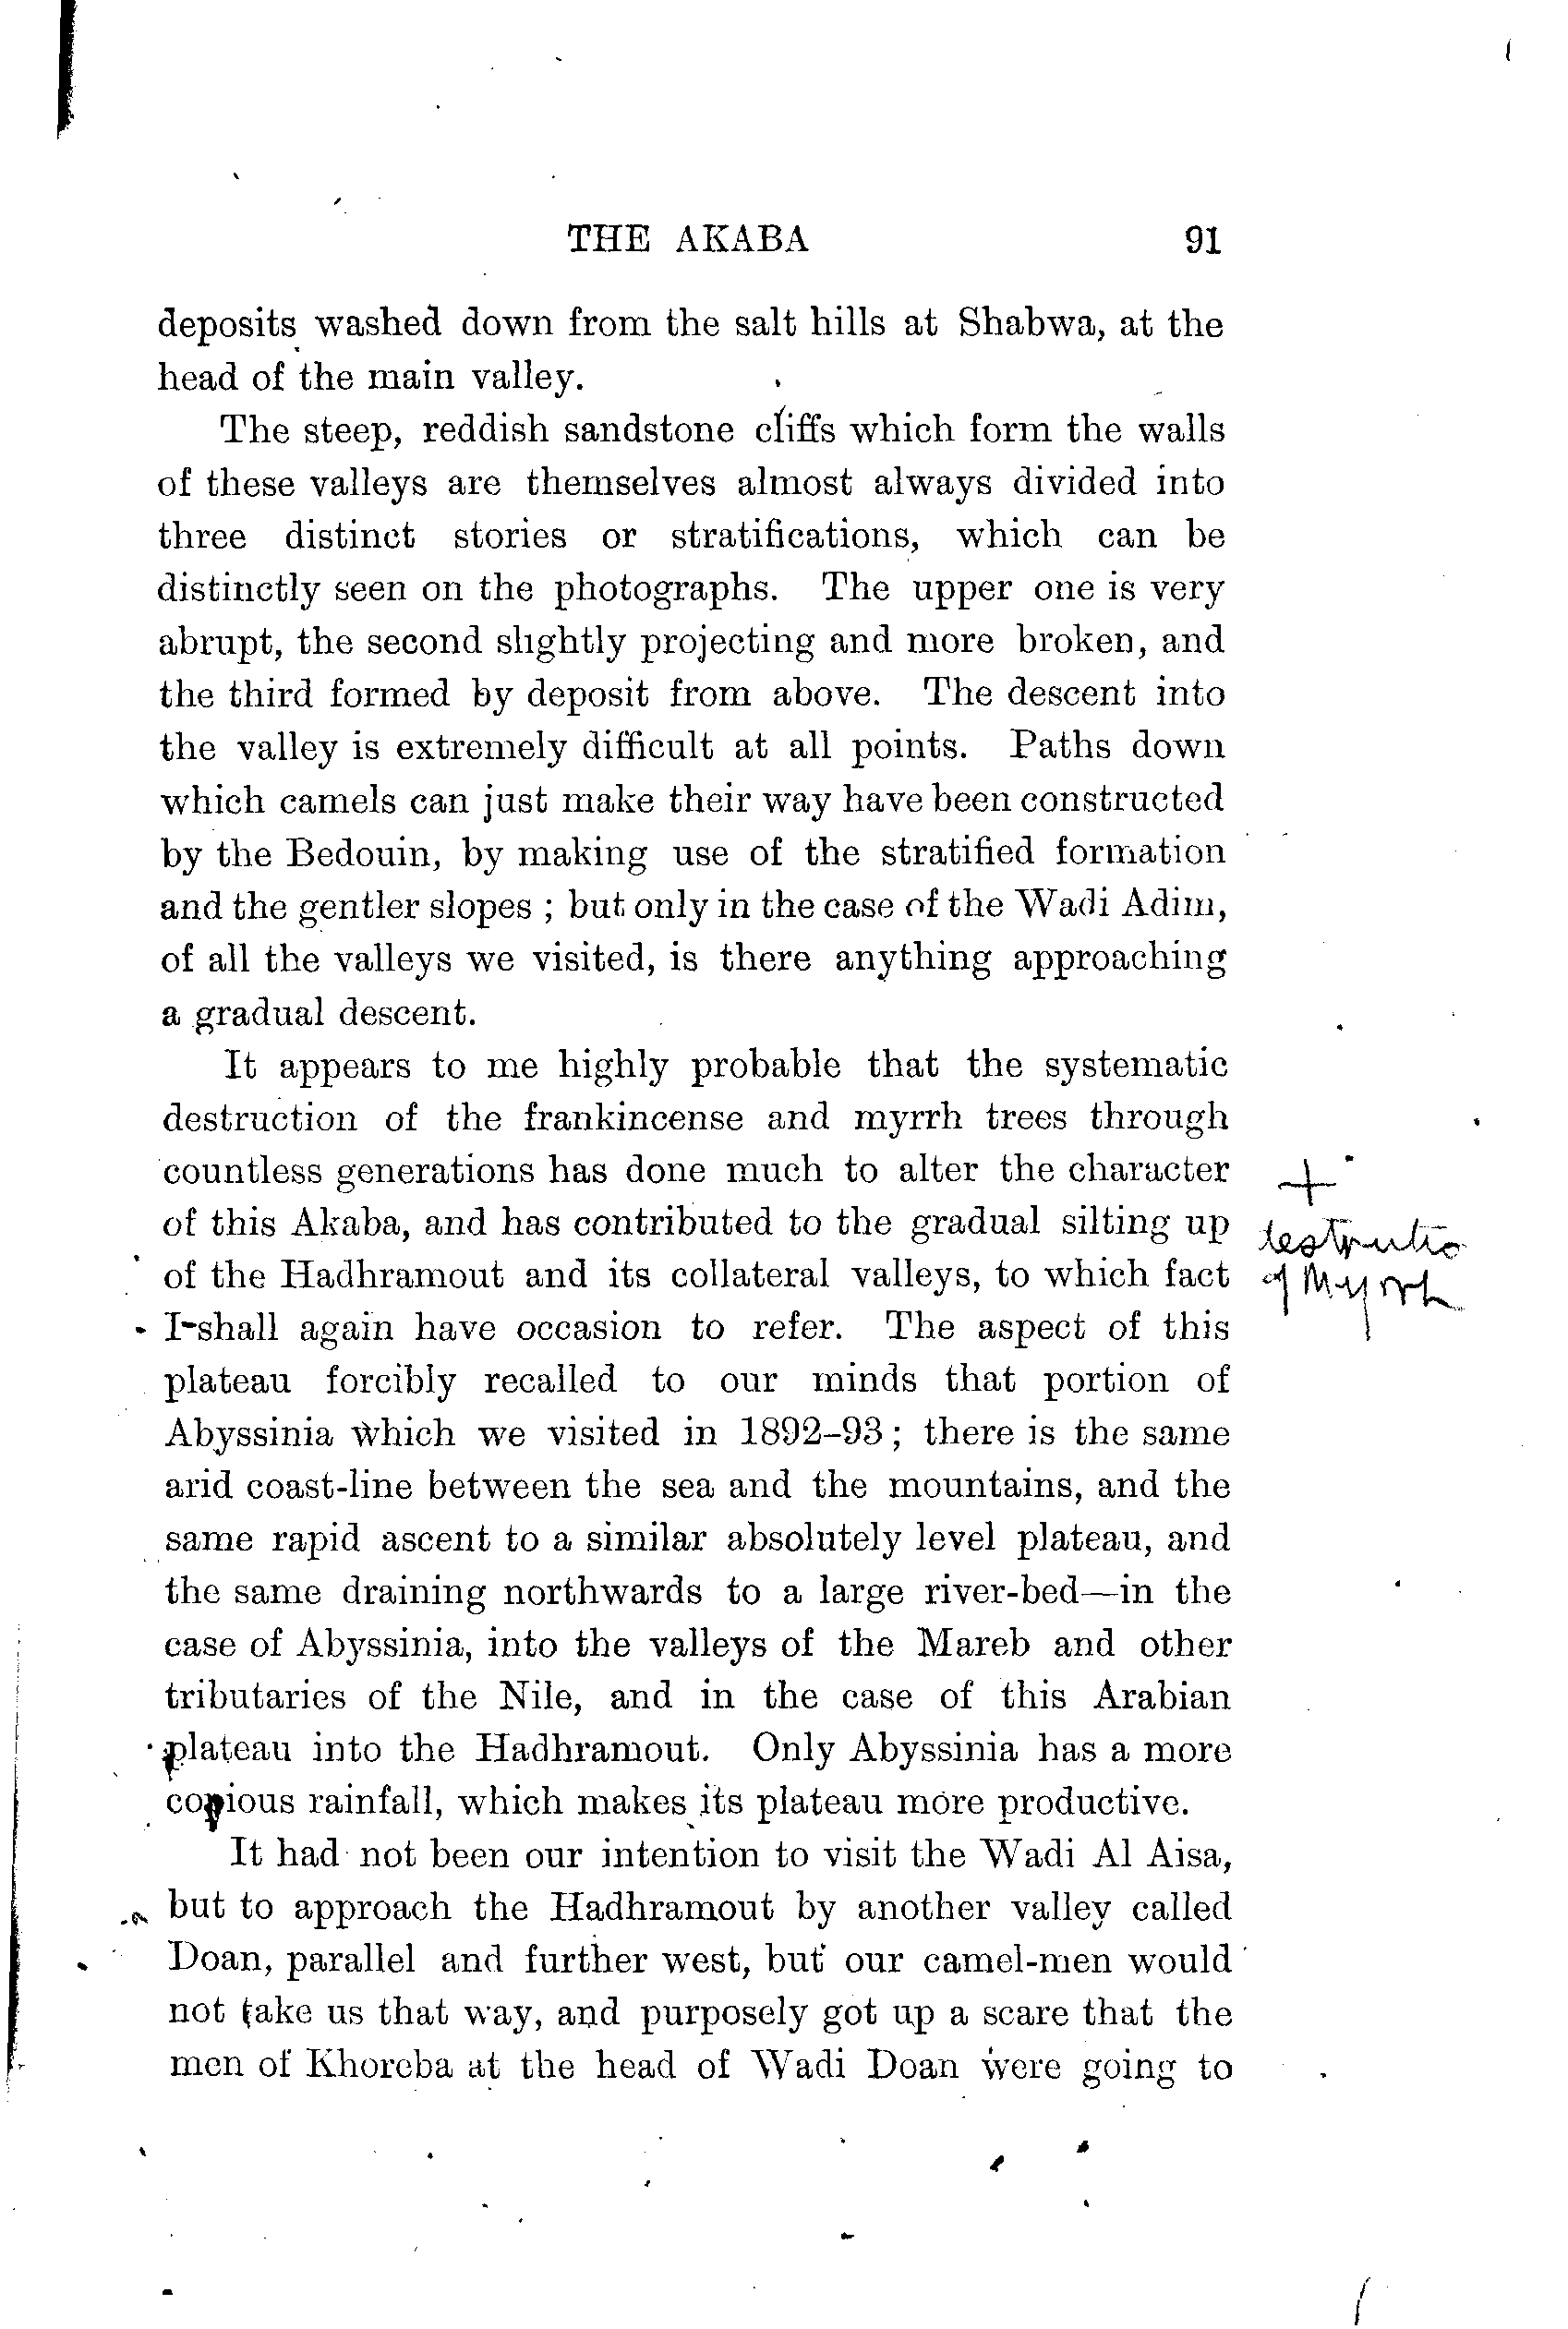 THE AKABA 91
deposits washed down from the salt hills at Shabwa, at the
head of the main valley.
The steep, reddish sandstone cliffs which form the walls
of these valleys are themselves almost always divided into
three distinct stories or stratifications, which can be
distinctly seen on the photographs. The upper one is very
abrupt, the second slightly projecting and more broken, and
the third formed by deposit from above. The descent into
the valley is extremely difficult at all points. Paths down
which camels can just make their way have been constructed
by the Bedouin, by making use of the stratified formation
and the gentler slopes ; but only in the case of the Wadi Adim,
of all the valleys we visited, is there anything approaching
a gradual descent.
It appears to me highly probable that the systematic
destruction of the frankincense and myrrh trees through
countless generations has done much to alter the character
of this Akaba, and has contributed to the gradual silting up
of the Hadhramout and its collateral valleys, to which fact
I shall again have occasion to refer. The aspect of this
plateau forcibly recalled to our minds that portion of
Abyssinia which we visited in 1892–93 ; there is the same
arid coast-line between the sea and the mountains, and the
same rapid ascent to a similar absolutely level plateau, and
the same draining northwards to a large river-bed—in the
case of Abyssinia, into the valleys of the Mareb and other
tributaries of the Nile, and in the case of this Arabian
plateau into the Hadhramout. Only Abyssinia has a more
copious rainfall, which makes its plateau more productive.
It had not been our intention to visit the Wadi Al Aisa,
but to approach the Hadhramout by another valley called
Doan, parallel and further west, but our camel-men would
not take us that way, and purposely got up a scare that the
men of Khoreba at the head of Wadi Doan were going to
+
of Myrrh